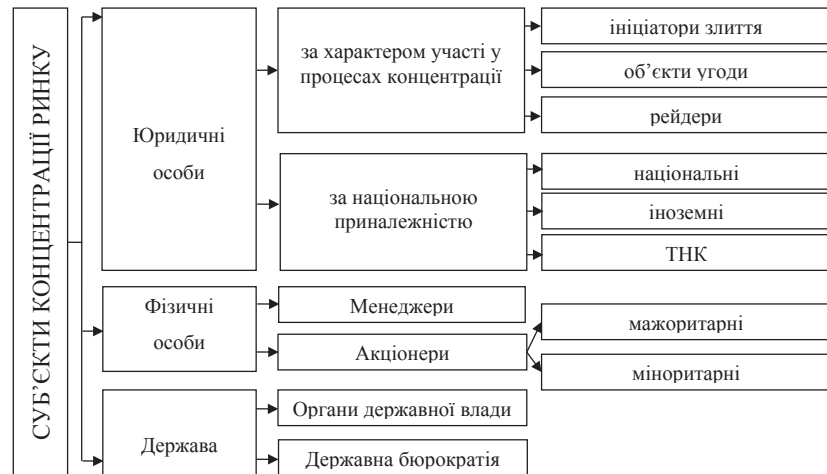 СУБ’ЄКТИ КОНЦЕНТРАЦІЇ РИНКУ
Юридичні
особи
за характером участі у
процесах концентрації
ініціатори злиття
об’єкти угоди
рейдери
за національною
приналежністю
національні
іноземні
ТНК
Фізичні
особи
Менеджери
Акціонери
мажоритарні
міноритарні
Держава
Органи державної влади
Державна бюрократія